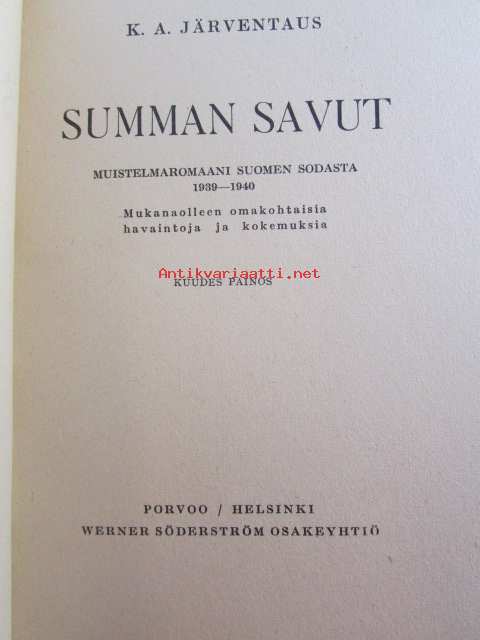 K. A. JÄRVENTAUS
SUMMAN SAVUT
MUISTELMAROMAANI SUOMEN SODASTA
1939—1940
Mukanaolleen omakohtaisia
havaintoja ja kokemuksia
Antikvariaatti.net
KUUDES PAINOS
PORVOO / HELSINKI
WERNER SÖDERSTRÖM OSAKEYHTIÖ